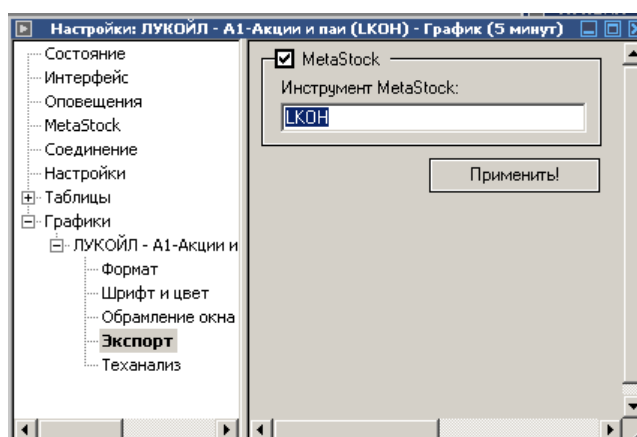 Настройки: ЛУКОЙЛ - А1-Акции и паи (LKOH) - График (5 минут)
Состояние
Интерфейс
Оповещения
MetaStock
Соединение
Настройки
Таблицы
Графики
ЛУКОЙЛ - А1-Акции и
Формат
Шрифт и цвет
Обрамление окна
Экспорт
Теханализ
MetaStock
Инструмент MetaStock:
LKOH
Применить!